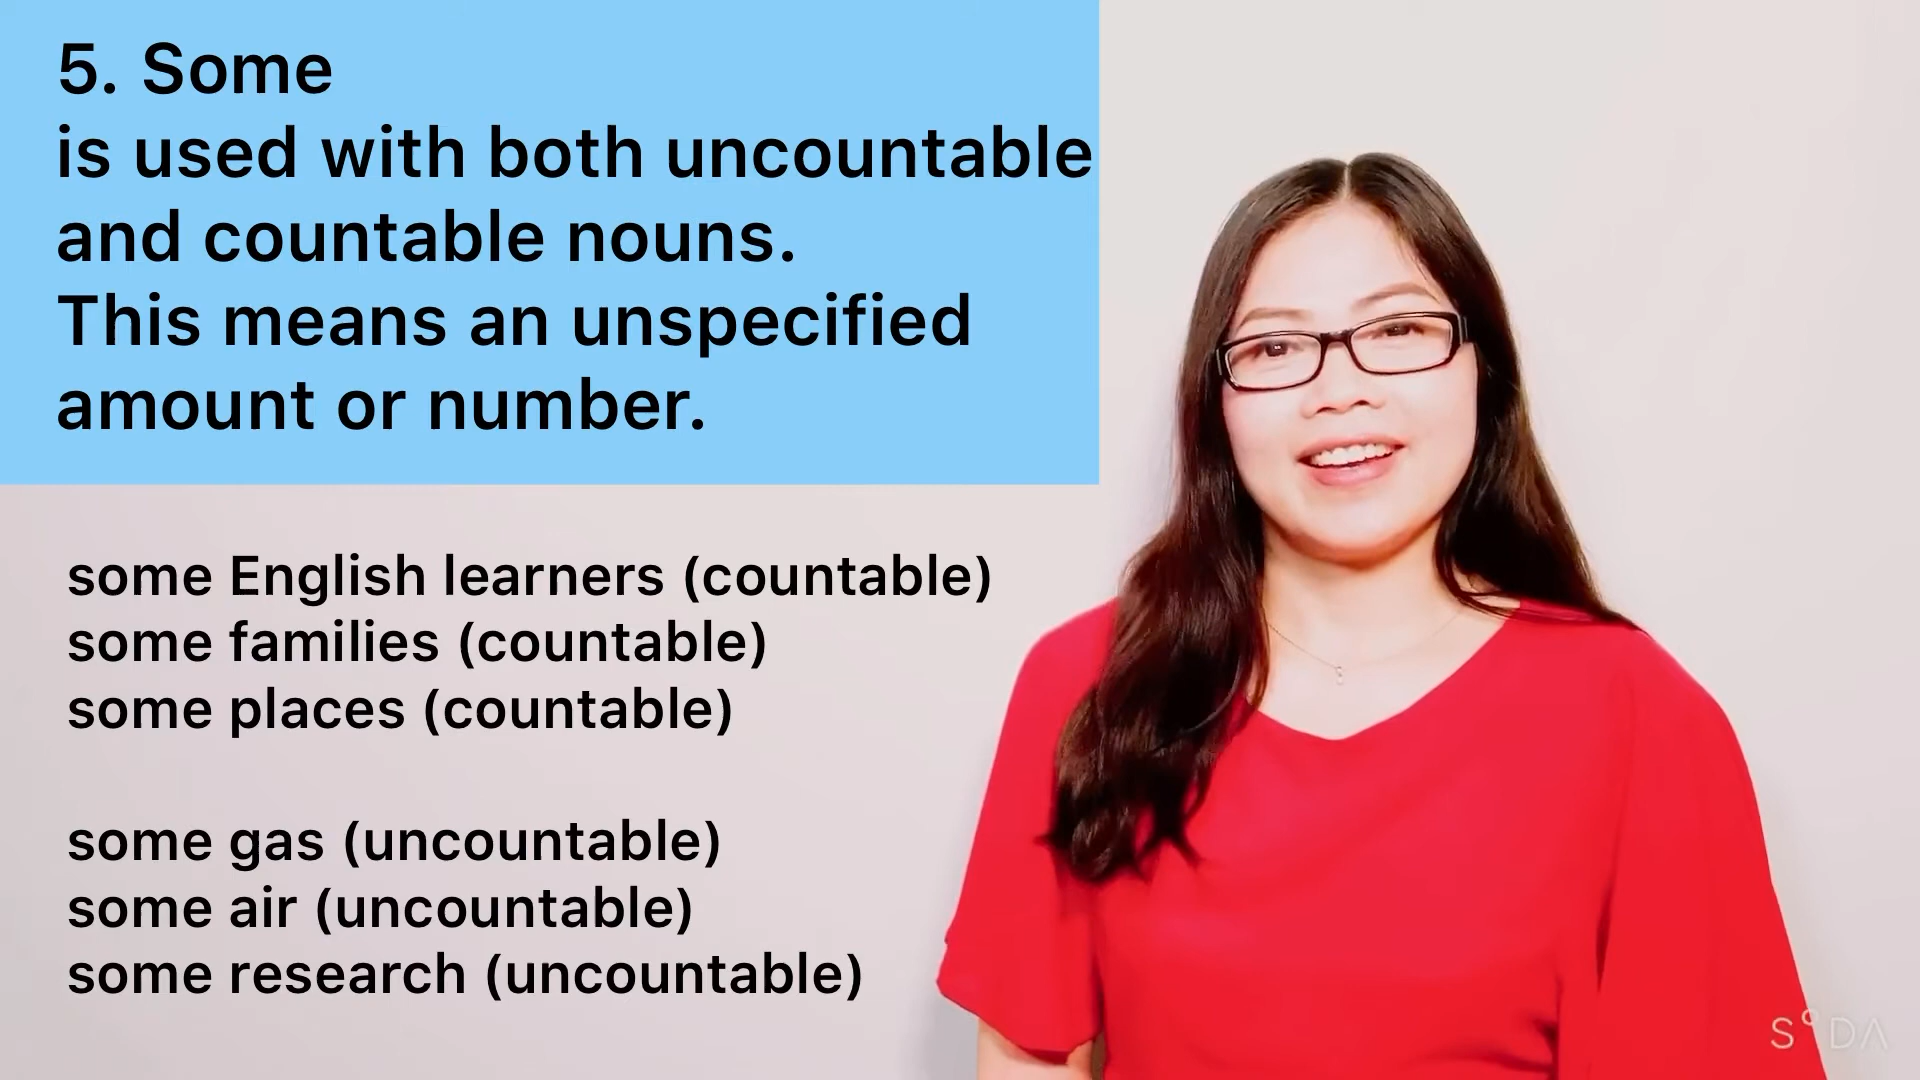 5. Some
is used with both uncountable
and countable nouns.
This means an unspecified
amount or number.
some English learners (countable)
some families (countable)
some places (countable)
some gas (uncountable)
some air (uncountable)
some research (uncountable)
SODA